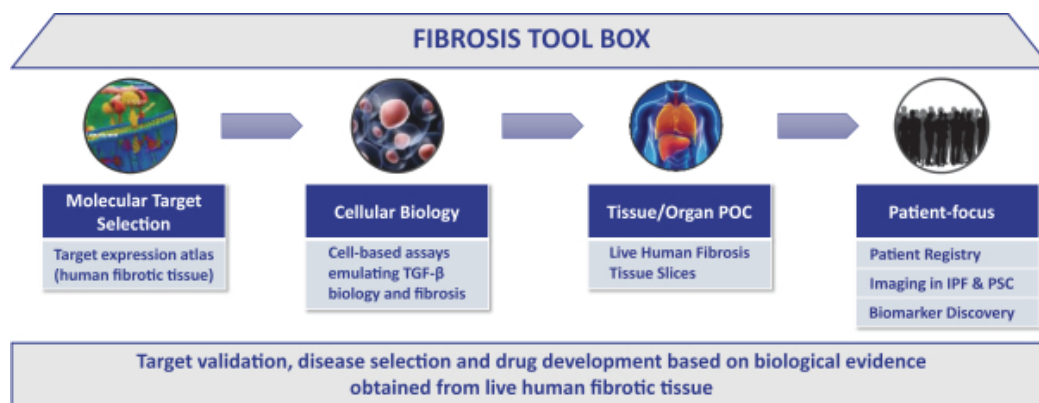 FIBROSIS TOOL BOX
Molecular Target
Selection
Target expression atlas
(human fibrotic tissue)
Cellular Biology
Cell-based assays
emulating TGF-β
biology and fibrosis
Tissue/Organ POC
Live Human Fibrosis
Tissue Slices
Patient-focus
Patient Registry
Imaging in IPF & PSC
Biomarker Discovery
Target validation, disease selection and drug development based on biological evidence
obtained from live human fibrotic tissue